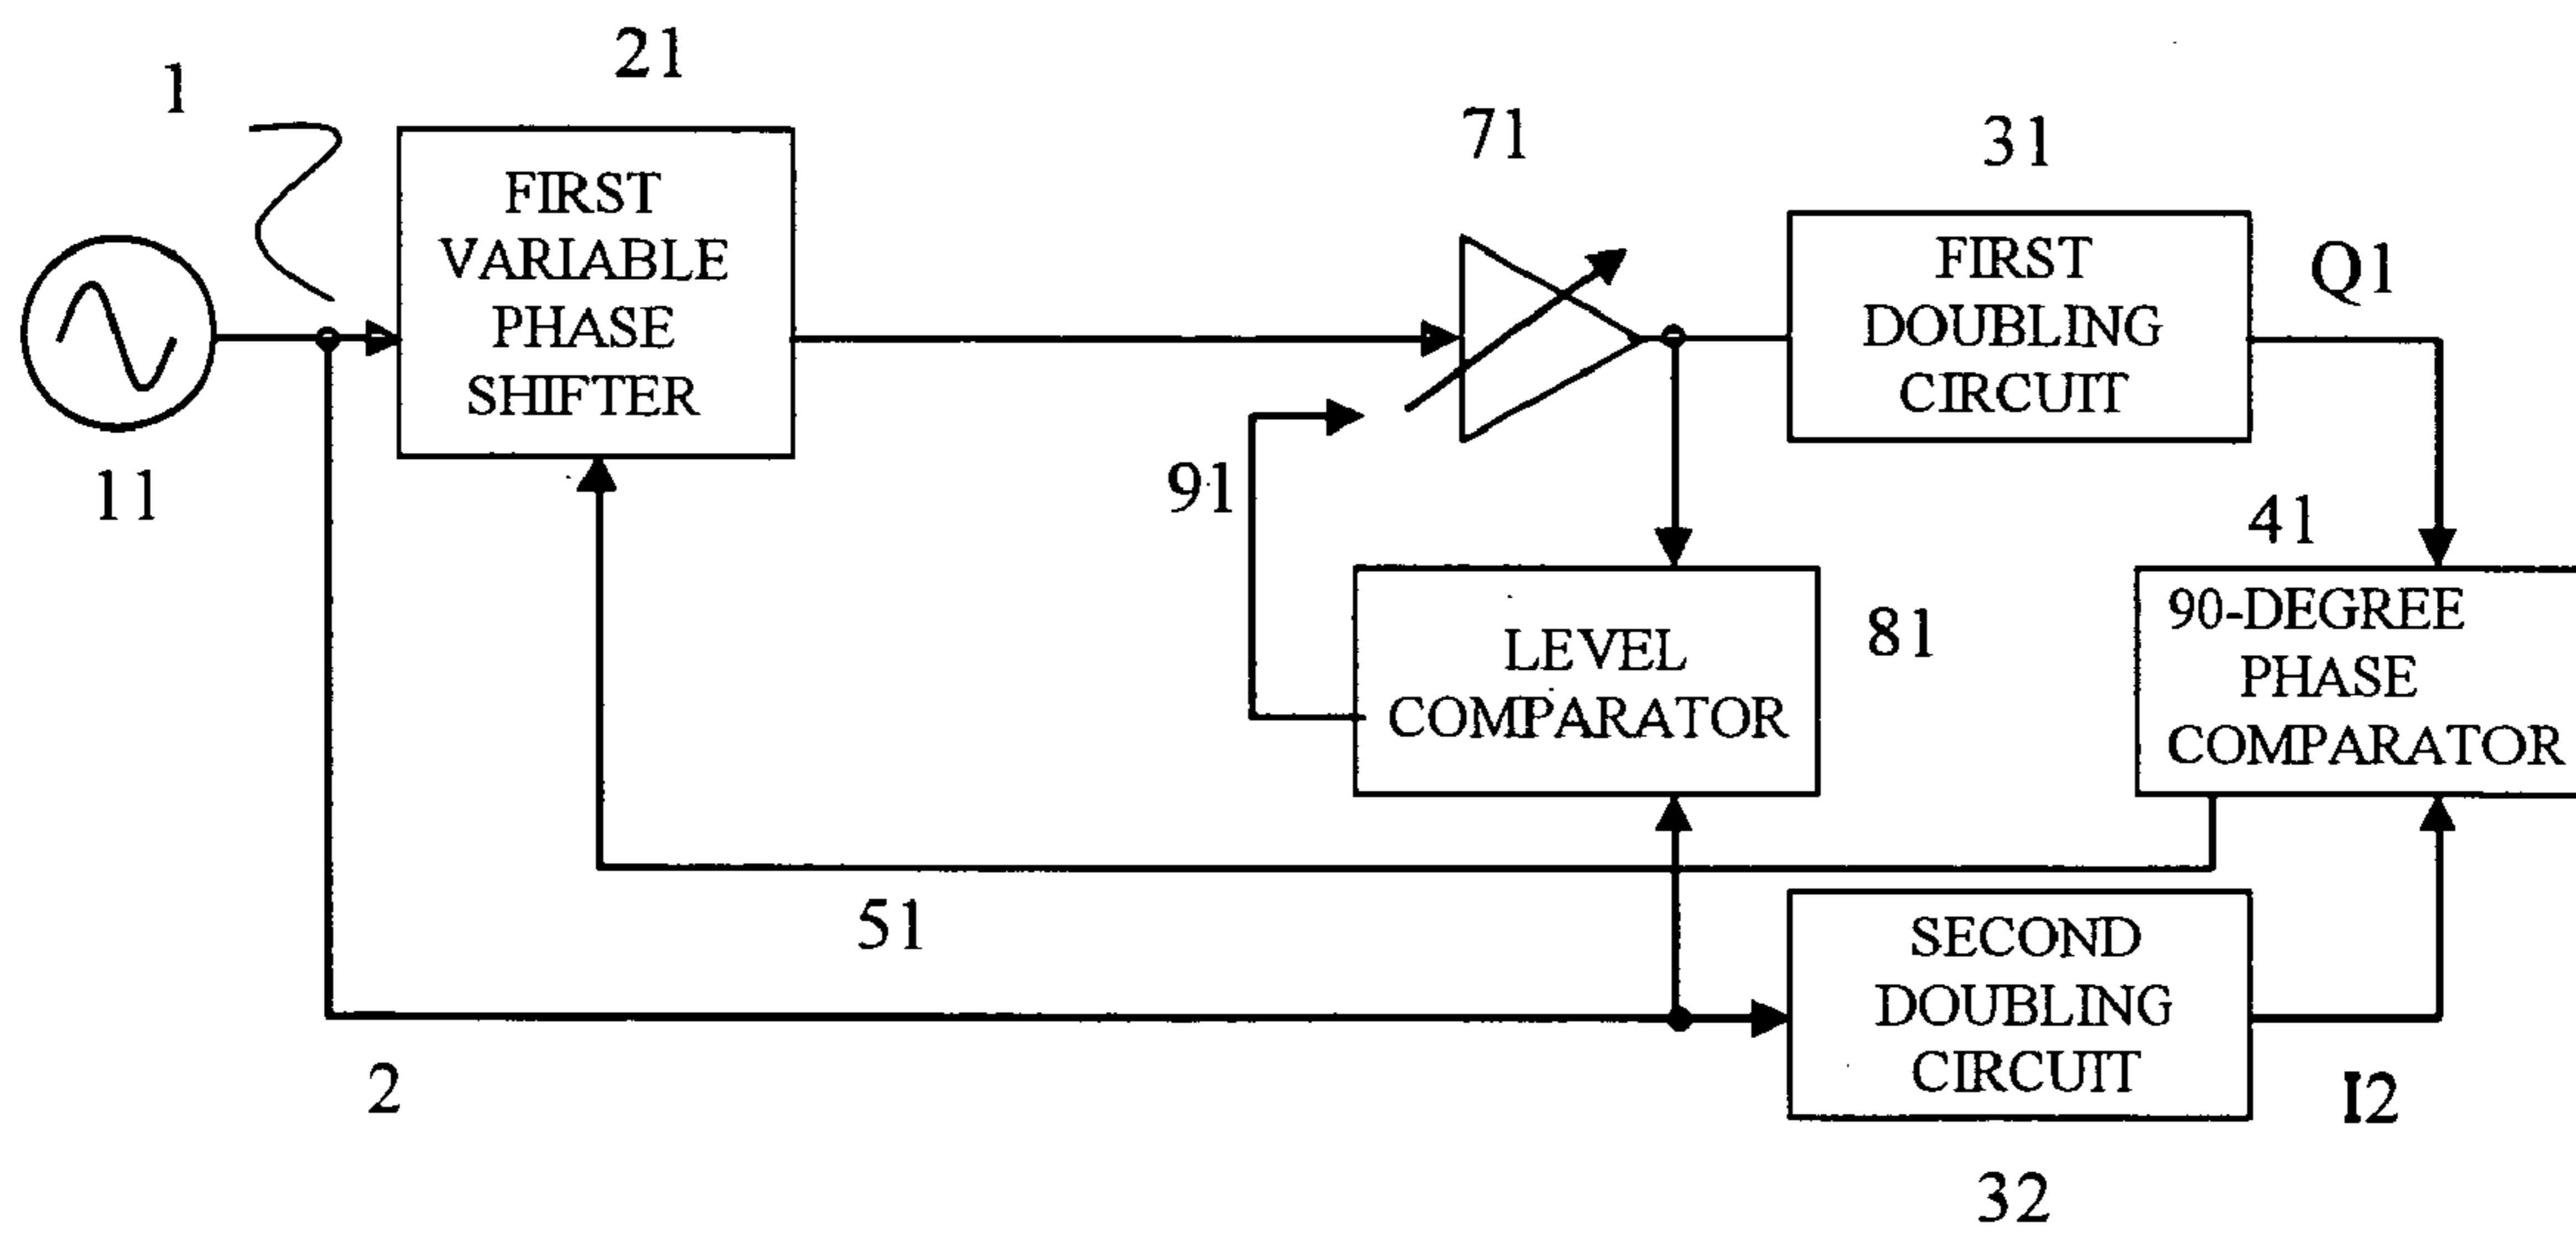 1
21
FIRST
VARIABLE
PHASE
SHIFTER
11
71
31
FIRST
DOUBLING
CIRCUIT
Q1
91
LEVEL
COMPARATOR
81
41
90-DEGREE
PHASE
COMPARATOR
51
2
SECOND
DOUBLING
CIRCUIT
I2
32